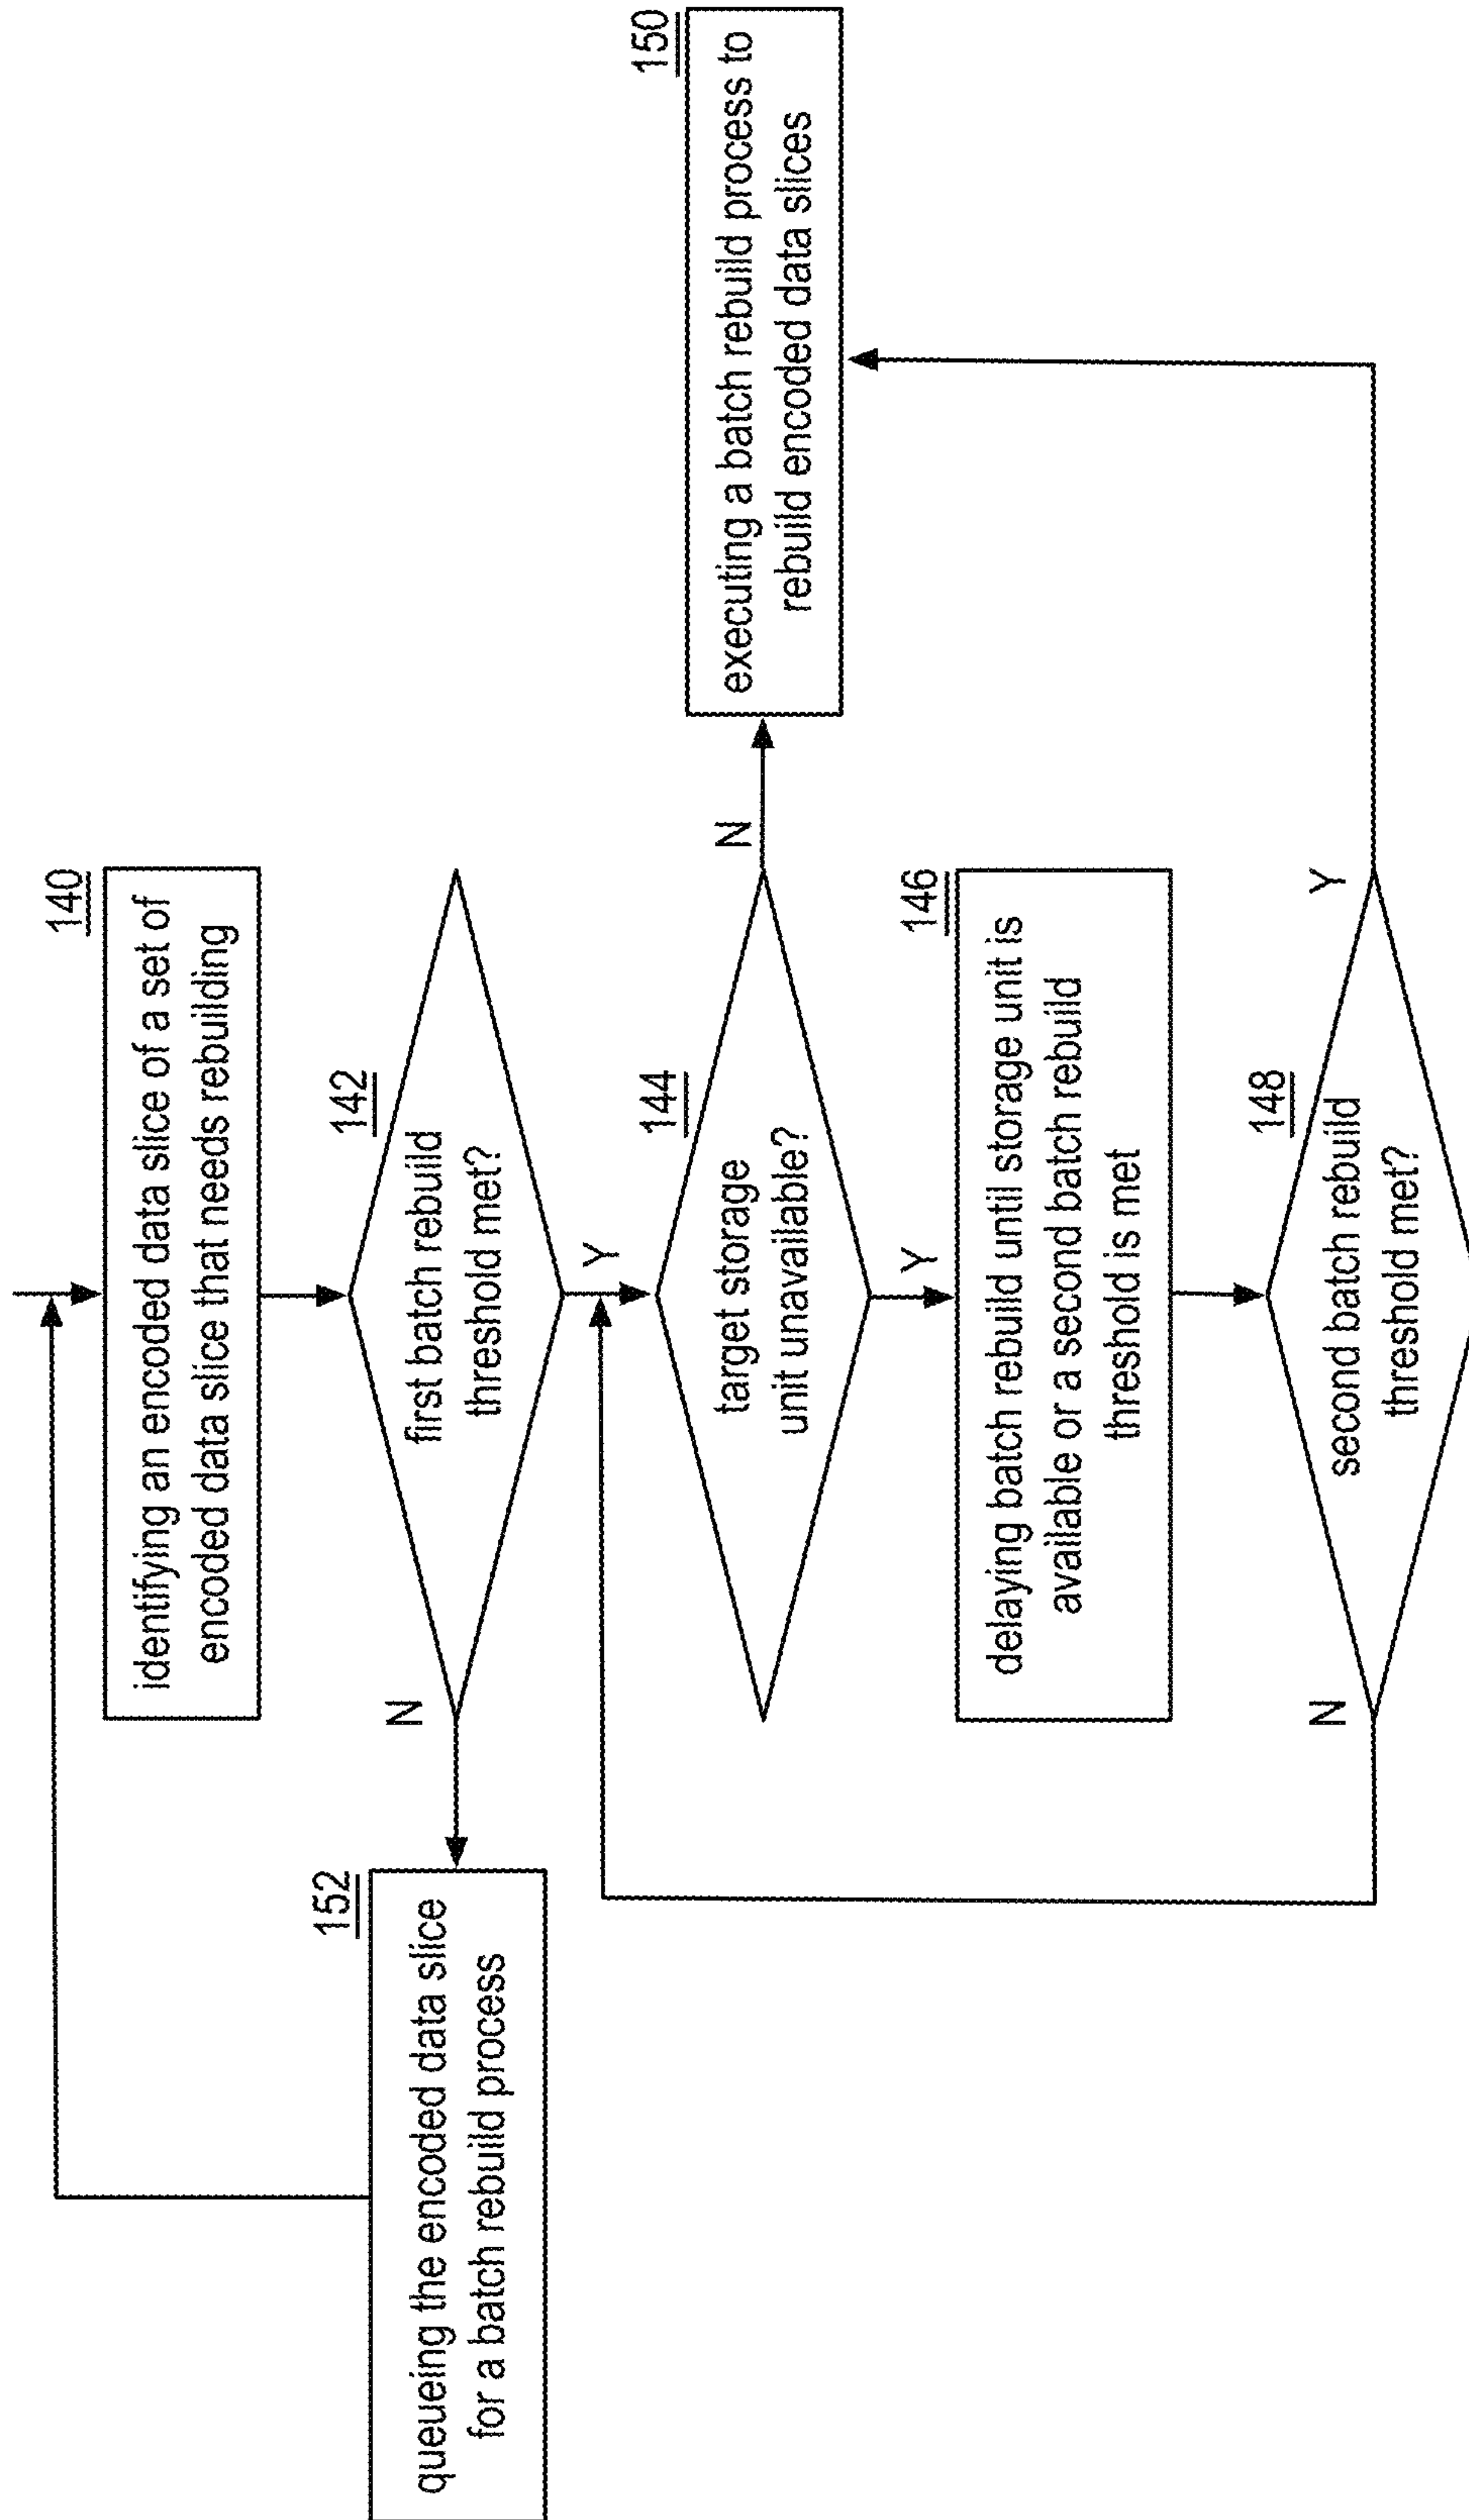 140
identifying an encoded data slice of a set of
encoded data slice that needs rebuilding
142
first batch rebuild
threshold met?
N
Y
152
queueing the encoded data slice
for a batch rebuild process
144
target storage
unit unavailable?
N
Y
150
executing a batch rebuild process to
rebuild encoded data slices
146
delaying batch rebuild until storage unit is
available or a second batch rebuild
threshold is met
148
second batch rebuild
threshold met?
N
Y